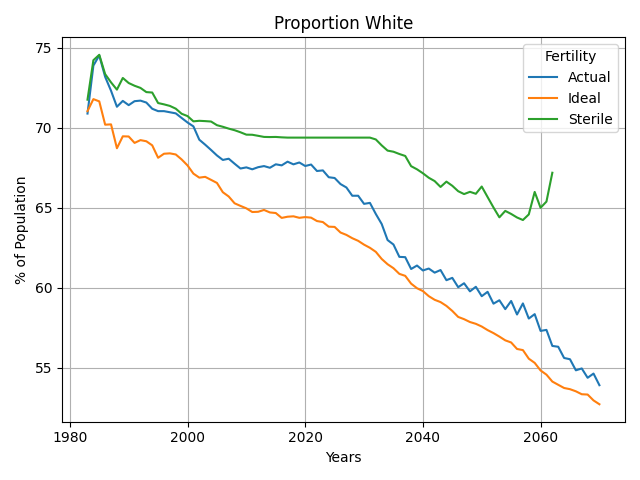 Proportion White
Fertility
Actual
Ideal
Sterile
75
70
65
60
55
% of Population
1980
2000
2020
2040
2060
Years